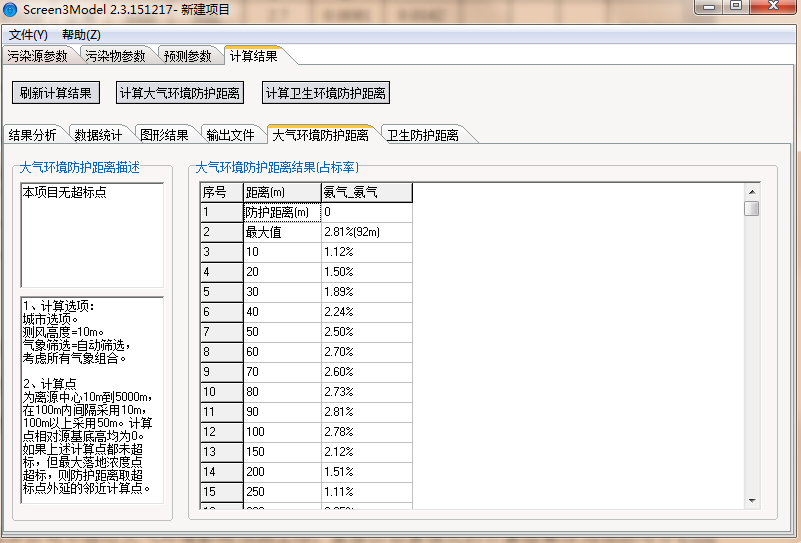 Screen3Model 2.3.151217- 新建项目
文件(Y) 帮助(Z)
污染源参数 污染物参数 预测参数 计算结果
刷新计算结果 计算大气环境防护距离 计算卫生环境防护距离
结果分析 数据统计 图形结果 输出文件 大气环境防护距离 卫生防护距离
大气环境防护距离描述
本项目无超标点
1、计算选项：
城市选项。
测风高度=10m。
气象筛选=自动筛选，
考虑所有气象组合。
2、计算点
为离源中心10m到5000m，
在100m内间隔采用10m，
100m以上采用50m。计算
点相对源基底高均为0。
如果上述计算点都未超
标，但最大落地浓度点
超标，则防护距离取超
标点外延的邻近计算点。
大气环境防护距离结果(占标率)
序号 距离(m) 氨气_氨气
1 防护距离(m) 0
2 最大值 2.81%(92m)
3 10 1.12%
4 20 1.50%
5 30 1.89%
6 40 2.24%
7 50 2.50%
8 60 2.70%
9 70 2.60%
10 80 2.73%
11 90 2.81%
12 100 2.78%
13 150 2.12%
14 200 1.51%
15 250 1.11%